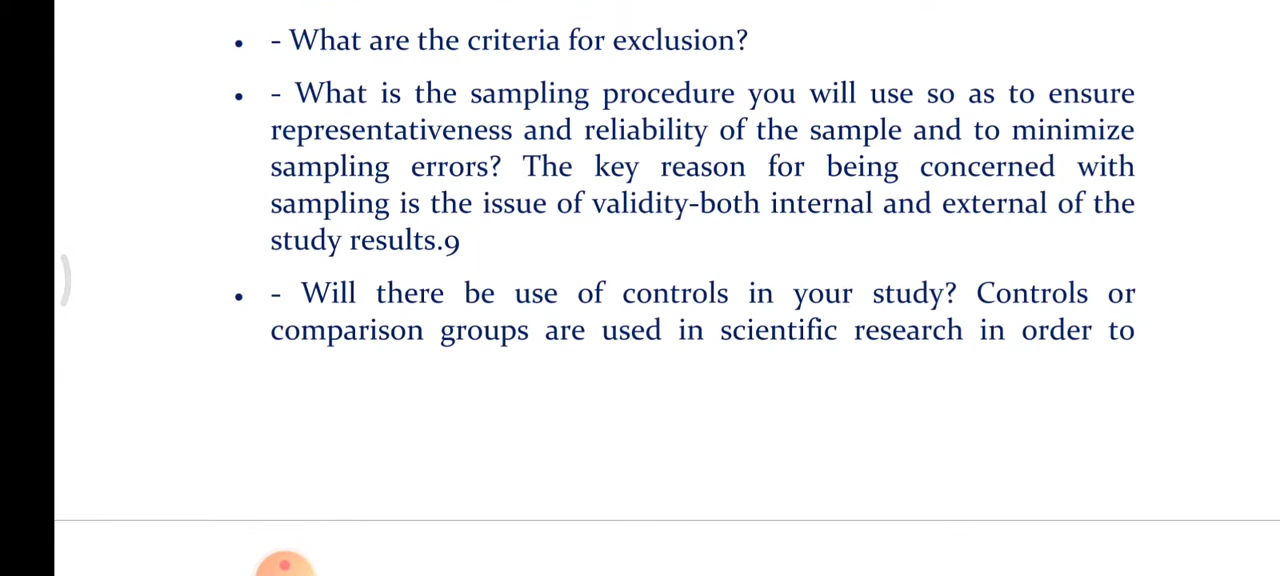 • - What are the criteria for exclusion?
• - What is the sampling procedure you will use so as to ensure
representativeness and reliability of the sample and to minimize
sampling errors? The key reason for being concerned with
sampling is the issue of validity-both internal and external of the
study results.9
• - Will there be use of controls in your study? Controls or
comparison groups are used in scientific research in order to